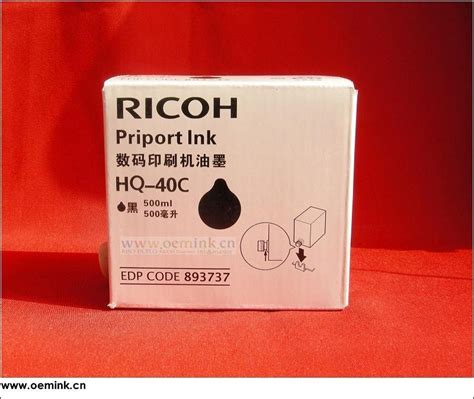 RICOH
Priport Ink
数码印刷机油墨
HQ-40C
黑 500ml
500毫升
www.oemink.cn
EDP CODE 893737
www.oemink.cn